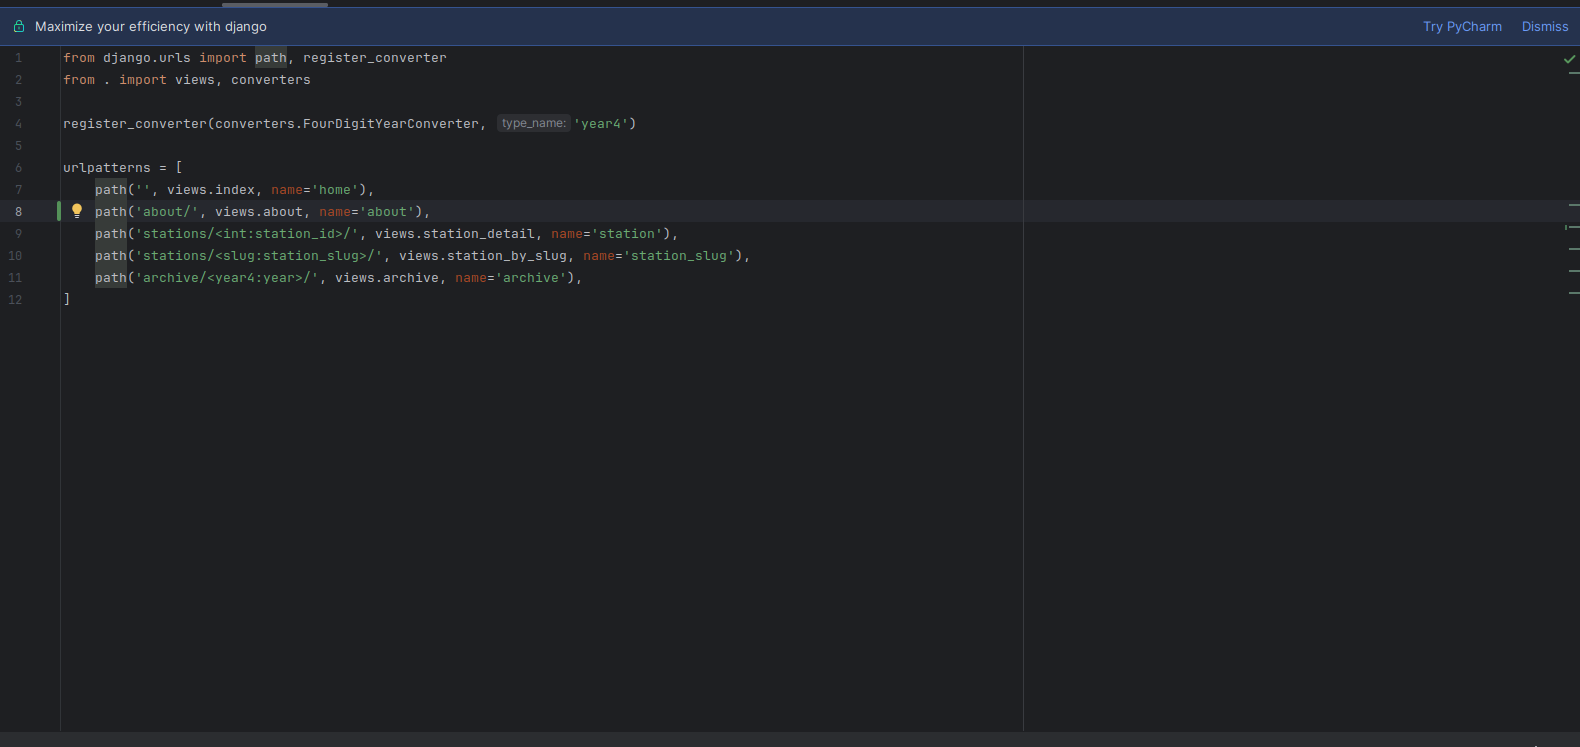 Maximize your efficiency with django Try PyCharm Dismiss
1 from django.urls import path, register_converter
2 from . import views, converters
3
4 register_converter(converters.FourDigitYearConverter, type_name: 'year4')
5
6 urlpatterns = [
7     path('', views.index, name='home'),
8     path('about/', views.about, name='about'),
9     path('stations/<int:station_id>/', views.station_detail, name='station'),
10     path('stations/<slug:station_slug>/', views.station_by_slug, name='station_slug'),
11     path('archive/<year4:year>/', views.archive, name='archive'),
12 ]